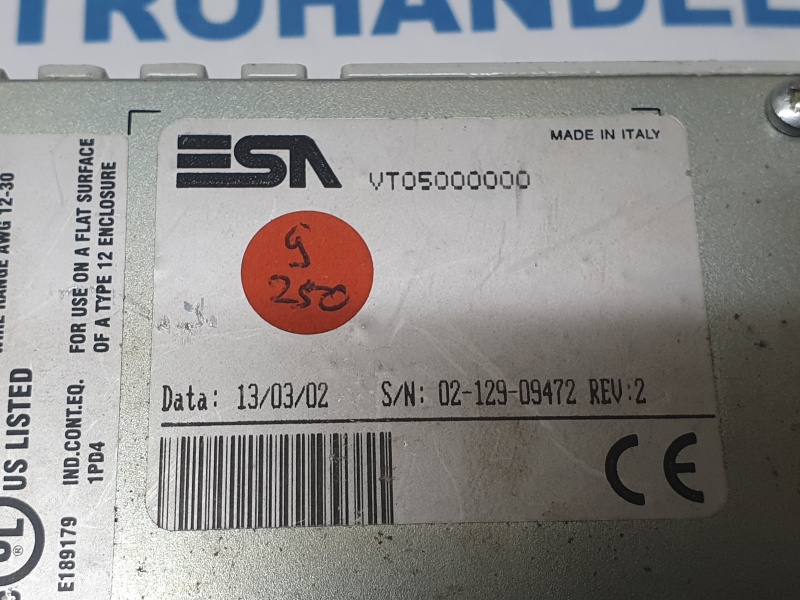 TROHANDEL
ESA
VT05000000
MADE IN ITALY
g
250
Data: 13/03/02 S/N: 02-129-09472 REV:2
CE
RANGE AWG 12-30
FOR USE ON A FLAT SURFACE
OF A TYPE 12 ENCLOSURE
UL
®
US LISTED
IND.CONT.EQ.
1PD4
E189179